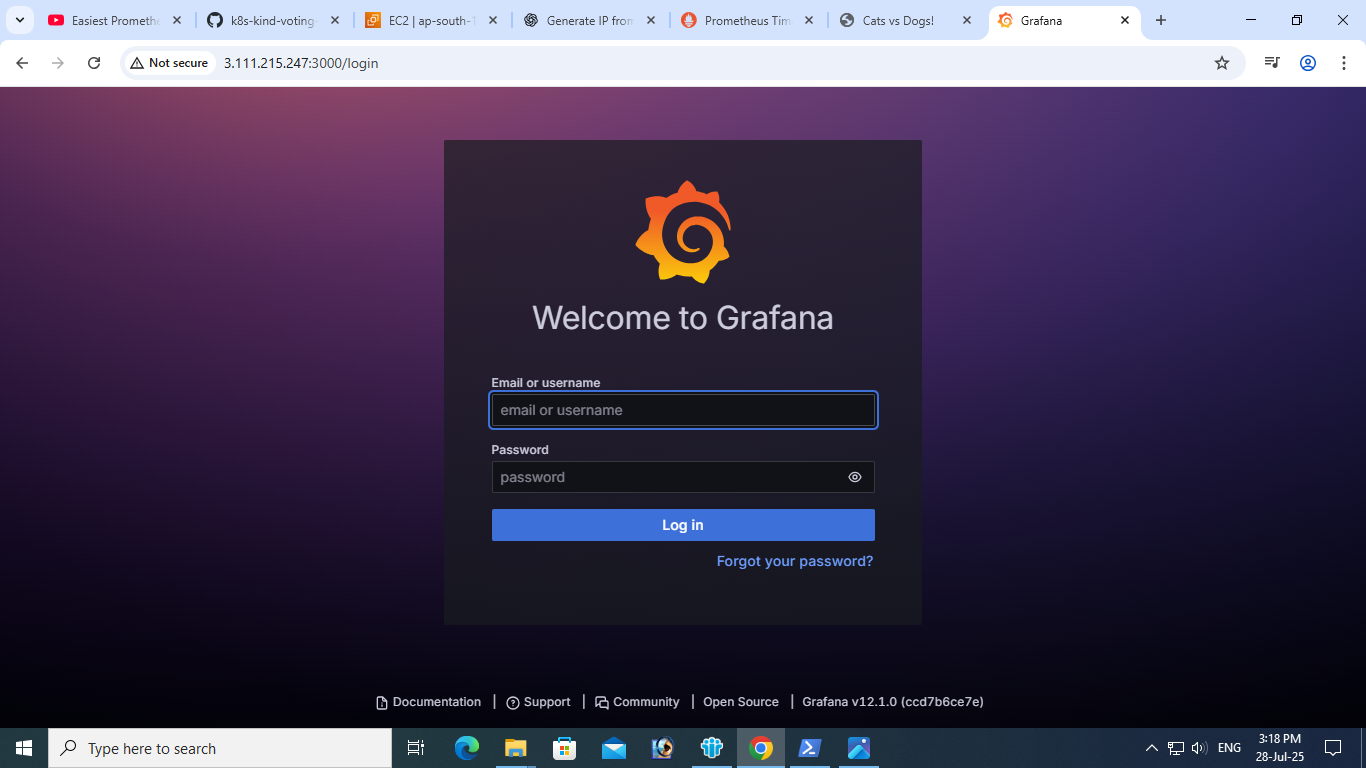 Easiest Promethe
k8s-kind-voting-
EC2 | ap-south-1
Generate IP from
Prometheus Tim
Cats vs Dogs!
Grafana
Not secure
3.111.215.247:3000/login
Welcome to Grafana
Email or username
email or username
Password
password
Log in
Forgot your password?
Documentation | Support | Community | Open Source | Grafana v12.1.0 (ccd7b6ce7e)
Type here to search
ENG
3:18 PM
28-Jul-25